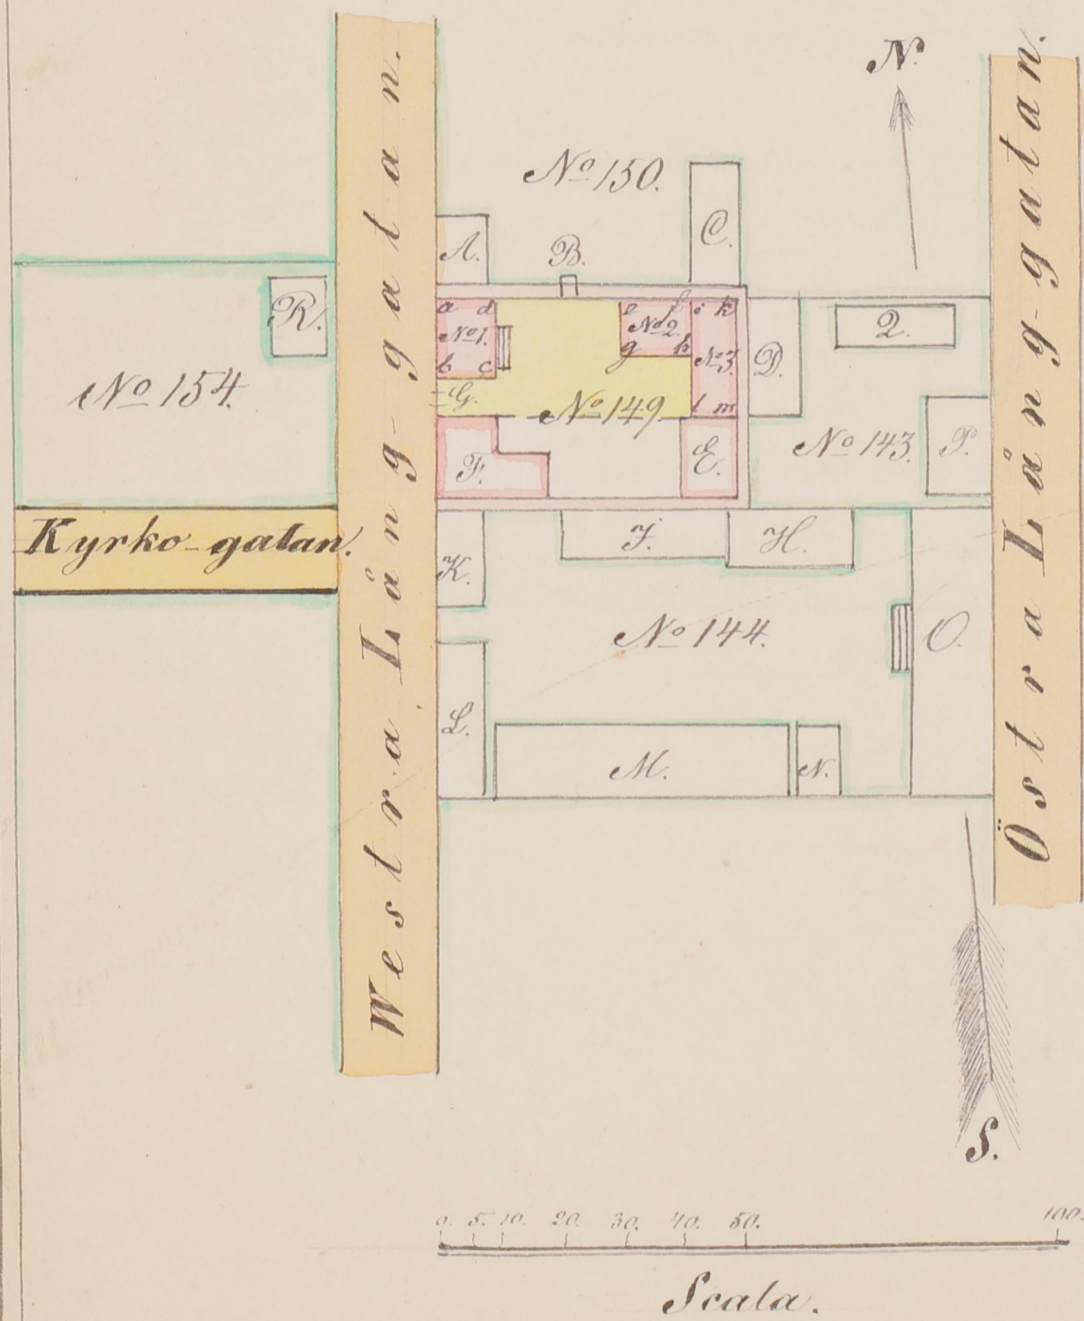 N.
Westra Lång-gatan.
Östra Lång-gatan.
No 150.
A.
B.
C.
R.
No 154.
a d
No 1.
b c
e f
No 2.
g h
i k
No 3.
l m
D.
Q.
G.
No 149.
F.
E.
No 143.
P.
Kyrko-gatan.
K.
J.
H.
No 144.
O.
L.
M.
N.
S.
0. 5. 10. 20. 30. 40. 50. 100.
Scala.